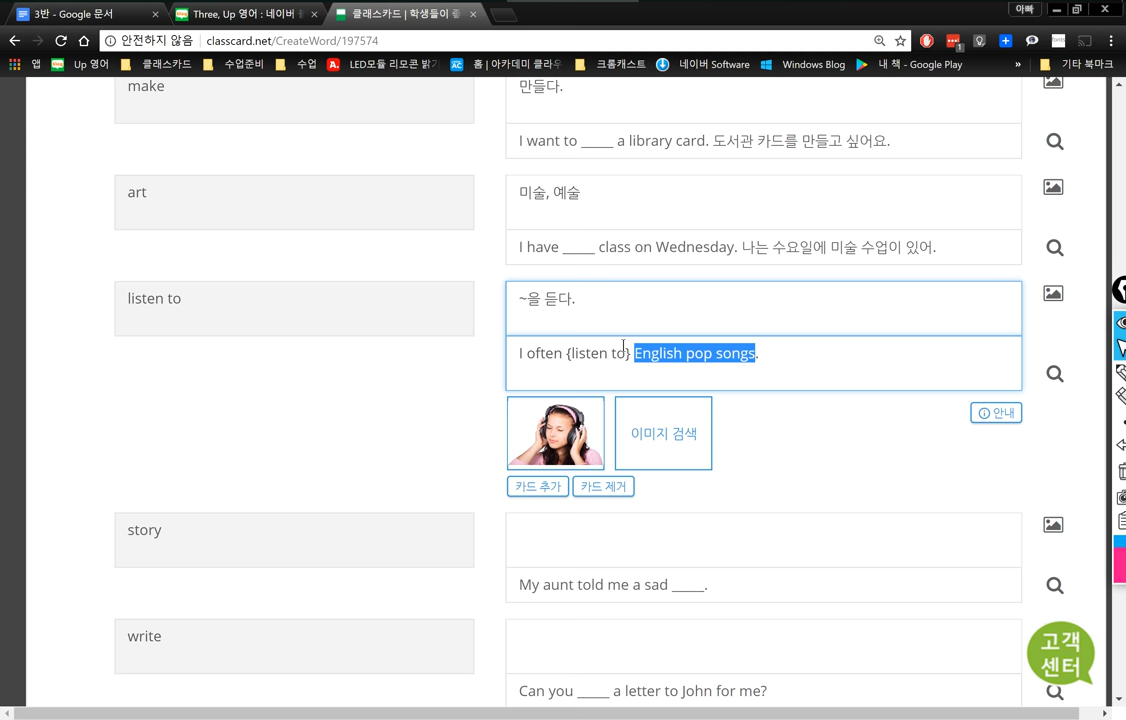 3반 - Google 문서
Three, Up 영어 : 네이버
클래스카드 | 학생들이 좋
아빠
안전하지 않음
classcard.net/CreateWord/197574
앱
Up 영어
클래스카드
수업준비
수업
LED모듈 리모콘 밝기
홈 | 아카데미 클라우
크롬캐스트
네이버 Software
Windows Blog
내 책 - Google Play
»
기타 북마크
make
만들다.
I want to _____ a library card. 도서관 카드를 만들고 싶어요.
art
미술, 예술
I have _____ class on Wednesday. 나는 수요일에 미술 수업이 있어.
listen to
~을 듣다.
I often {listen to} English pop songs.
이미지 검색
안내
카드 추가
카드 제거
story
My aunt told me a sad _____.
write
고객
센터
Can you _____ a letter to John for me?